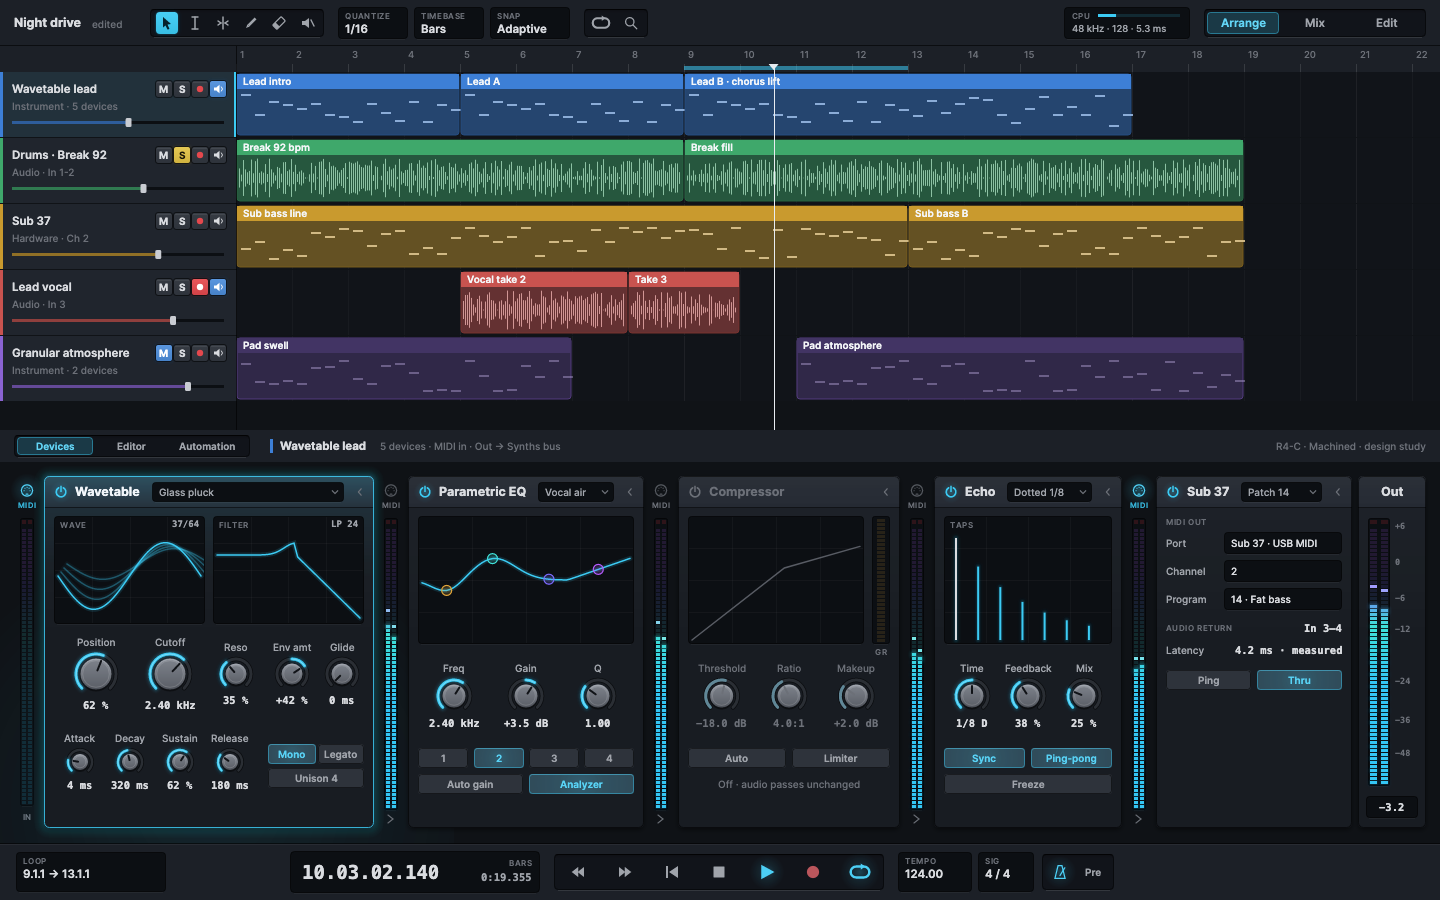 Night drive edited
QUANTIZE
1/16
TIMEBASE
Bars
SNAP
Adaptive
CPU
48 kHz · 128 · 5.3 ms
Arrange Mix Edit
1 2 3 4 5 6 7 8 9 10 11 12 13 14 15 16 17 18 19 20 21 22
Wavetable lead M S
Instrument · 5 devices
Lead intro Lead A Lead B · chorus lift
Drums · Break 92 M S
Audio · In 1-2
Break 92 bpm Break fill
Sub 37 M S
Hardware · Ch 2
Sub bass line Sub bass B
Lead vocal M S
Audio · In 3
Vocal take 2 Take 3
Granular atmosphere M S
Instrument · 2 devices
Pad swell Pad atmosphere
Devices Editor Automation
Wavetable lead 5 devices · MIDI in · Out → Synths bus
R4-C · Machined · design study
MIDI
IN
Wavetable Glass pluck
WAVE 37/64
FILTER LP 24
Position Cutoff Reso Env amt Glide
62 % 2.40 kHz 35 % +42 % 0 ms
Attack Decay Sustain Release
4 ms 320 ms 62 % 180 ms
Mono Legato
Unison 4
MIDI
Parametric EQ Vocal air
Freq Gain Q
2.40 kHz +3.5 dB 1.00
1 2 3 4
Auto gain Analyzer
MIDI
Compressor
GR
Threshold Ratio Makeup
−18.0 dB 4.0:1 +2.0 dB
Auto Limiter
Off · audio passes unchanged
MIDI
Echo Dotted 1/8
TAPS
Time Feedback Mix
1/8 D 38 % 25 %
Sync Ping-pong
Freeze
MIDI
Sub 37 Patch 14
MIDI OUT
Port Sub 37 · USB MIDI
Channel 2
Program 14 · Fat bass
AUDIO RETURN In 3–4
Latency 4.2 ms · measured
Ping Thru
Out
+6
0
−6
−12
−24
−36
−48
−3.2
LOOP
9.1.1 → 13.1.1
10.03.02.140
BARS
0:19.355
TEMPO
124.00
SIG
4 / 4
Pre